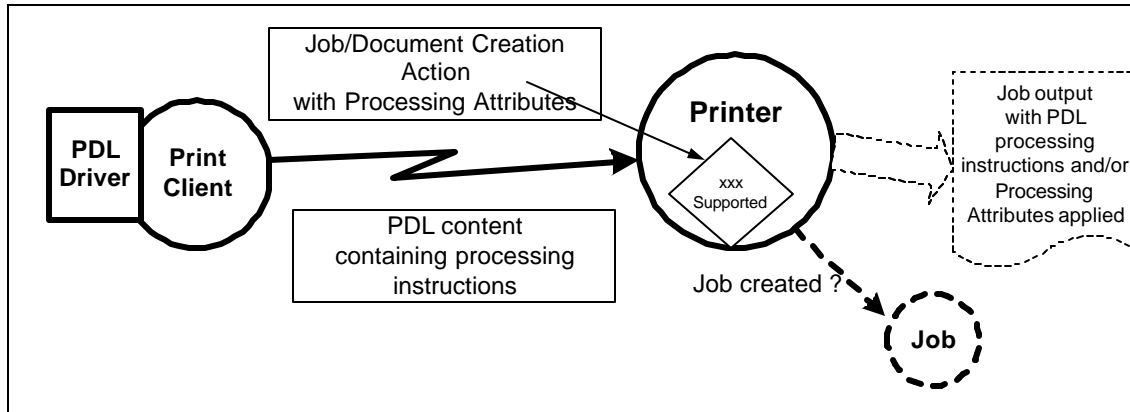 Job/Document Creation
Action
with Processing Attributes
PDL
Driver
Print
Client
PDL content
containing processing
instructions
Printer
xxx
Supported
Job created ?
Job
Job output
with PDL
processing
instructions and/or
Processing
Attributes applied